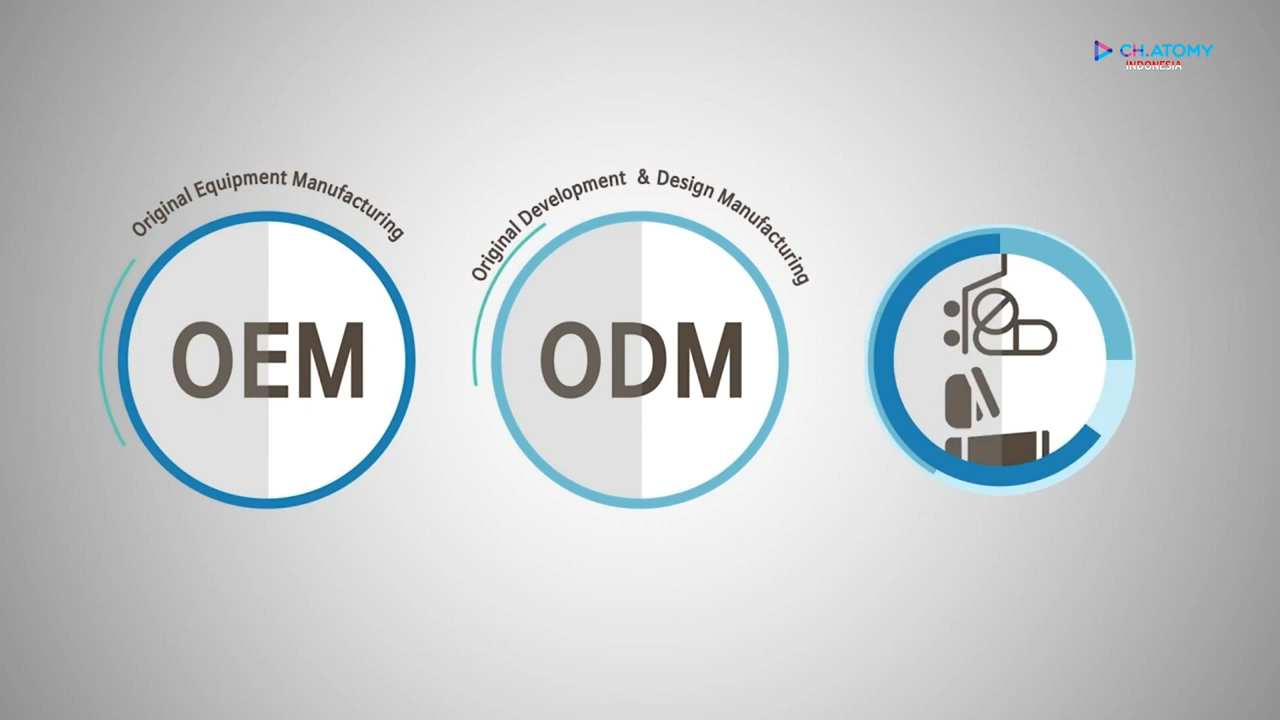 CH.ATOMY
INDONESIA
Original Equipment Manufacturing
OEM
Original Development & Design Manufacturing
ODM